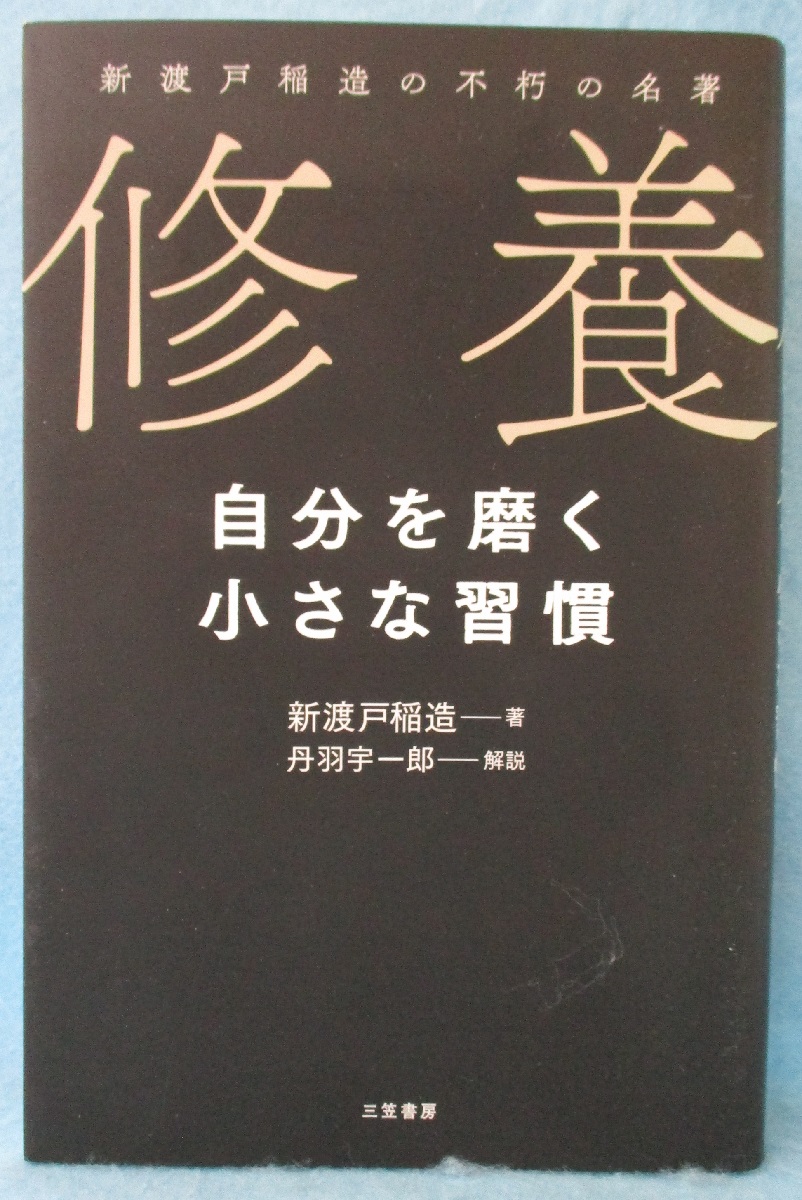 新渡戸稲造の不朽の名著
修養
自分を磨く
小さな習慣
新渡戸稲造──著
丹羽宇一郎──解説
三笠書房